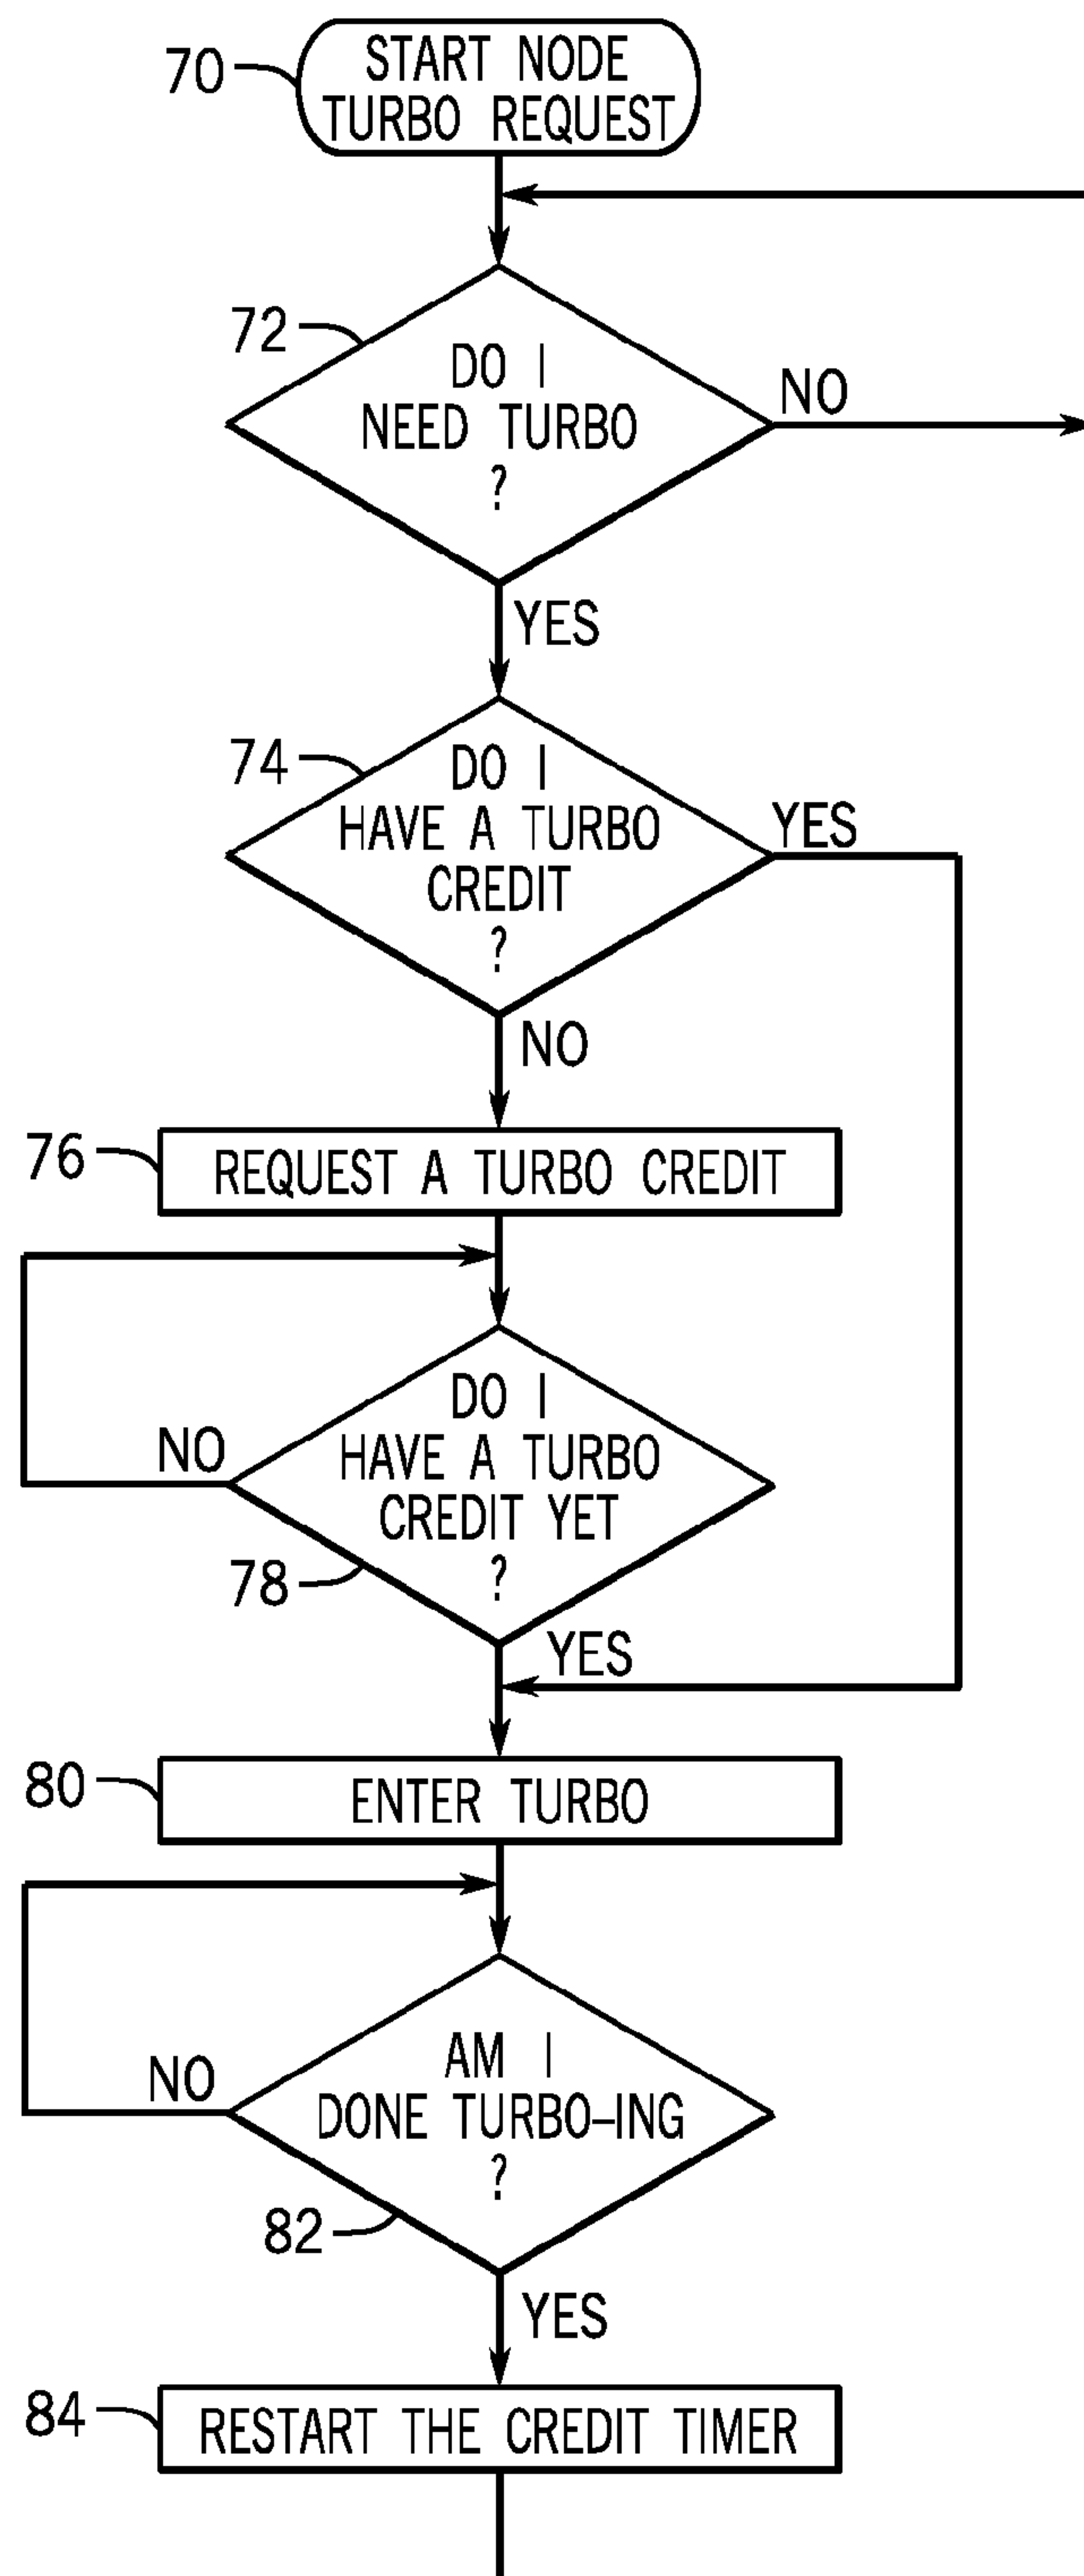 70
START NODE
TURBO REQUEST
72
DO I
NEED TURBO
?
NO
YES
74
DO I
HAVE A TURBO
CREDIT
?
YES
NO
76
REQUEST A TURBO CREDIT
DO I
HAVE A TURBO
CREDIT YET
?
NO
78
YES
80
ENTER TURBO
AM I
DONE TURBO-ING
?
NO
82
YES
84
RESTART THE CREDIT TIMER